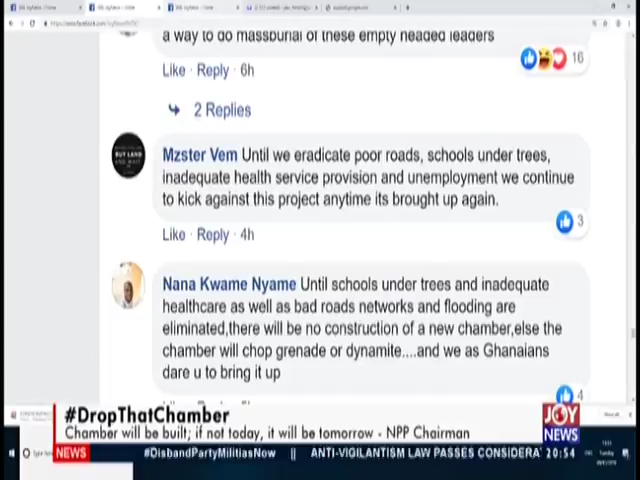 a way to do massburial of these empty headed leaders
Like · Reply · 6h
16
2 Replies
BUY LAND
AND WAIT
Mzster Vem Until we eradicate poor roads, schools under trees,
inadequate health service provision and unemployment we continue
to kick against this project anytime its brought up again.
3
Like · Reply · 4h
Nana Kwame Nyame Until schools under trees and inadequate
healthcare as well as bad roads networks and flooding are
eliminated,there will be no construction of a new chamber,else the
chamber will chop grenade or dynamite....and we as Ghanaians
dare u to bring it up
4
#DropThatChamber
Chamber will be built; if not today, it will be tomorrow - NPP Chairman
JOY
NEWS
NEWS
#DisbandPartyMilitiasNow || ANTI-VIGILANTISM LAW PASSES CONSIDERA
20:54